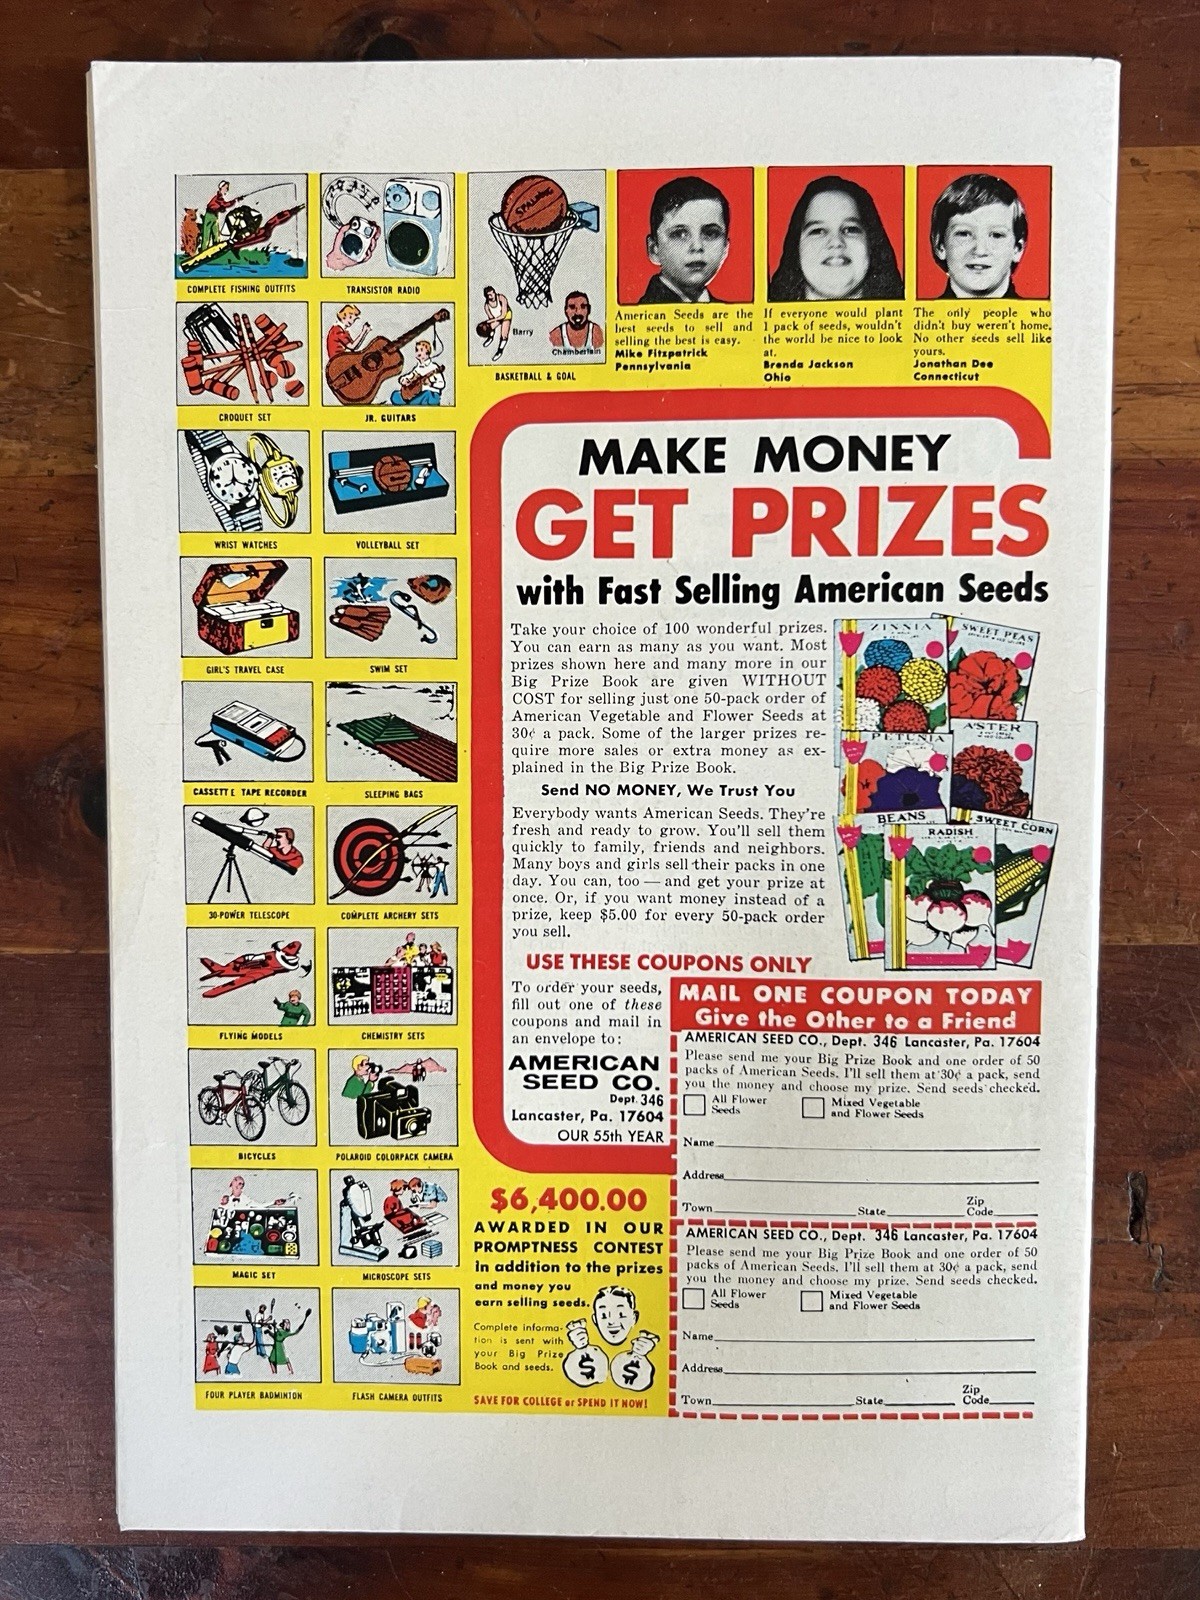 COMPLETE FISHING OUTFITS
TRANSISTOR RADIO
SPALDING
Barry
Chamberlain
BASKETBALL & GOAL
CROQUET SET
JR. GUITARS
WRIST WATCHES
VOLLEYBALL SET
GIRL'S TRAVEL CASE
SWIM SET
CASSETTE TAPE RECORDER
SLEEPING BAGS
30-POWER TELESCOPE
COMPLETE ARCHERY SETS
FLYING MODELS
CHEMISTRY SETS
BICYCLES
POLAROID COLORPACK CAMERA
MAGIC SET
MICROSCOPE SETS
FOUR PLAYER BADMINTON
FLASH CAMERA OUTFITS
American Seeds are the
best seeds to sell and
selling the best is easy.
Mike Fitzpatrick
Pennsylvania
If everyone would plant
1 pack of seeds, wouldn't
the world be nice to look
at.
Brenda Jackson
Ohio
The only people who
didn't buy weren't home.
No other seeds sell like
yours.
Jonathan Dee
Connecticut
MAKE MONEY
GET PRIZES
with Fast Selling American Seeds
Take your choice of 100 wonderful prizes.
You can earn as many as you want. Most
prizes shown here and many more in our
Big Prize Book are given WITHOUT
COST for selling just one 50-pack order of
American Vegetable and Flower Seeds at
30¢ a pack. Some of the larger prizes re-
quire more sales or extra money as ex-
plained in the Big Prize Book.
Send NO MONEY, We Trust You
Everybody wants American Seeds. They're
fresh and ready to grow. You'll sell them
quickly to family, friends and neighbors.
Many boys and girls sell their packs in one
day. You can, too — and get your prize at
once. Or, if you want money instead of a
prize, keep $5.00 for every 50-pack order
you sell.
ZINNIA
SWEET PEAS
ASTER
PETUNIA
BEANS
RADISH
SWEET CORN
USE THESE COUPONS ONLY
To order your seeds,
fill out one of these
coupons and mail in
an envelope to:
AMERICAN
SEED CO.
Dept. 346
Lancaster, Pa. 17604
OUR 55th YEAR
MAIL ONE COUPON TODAY
Give the Other to a Friend
AMERICAN SEED CO., Dept. 346 Lancaster, Pa. 17604
Please send me your Big Prize Book and one order of 50
packs of American Seeds. I'll sell them at 30¢ a pack, send
you the money and choose my prize. Send seeds checked.
All Flower
Seeds
Mixed Vegetable
and Flower Seeds
Name
Address
Town State Zip
Code
AMERICAN SEED CO., Dept. 346 Lancaster, Pa. 17604
Please send me your Big Prize Book and one order of 50
packs of American Seeds. I'll sell them at 30¢ a pack, send
you the money and choose my prize. Send seeds checked.
All Flower
Seeds
Mixed Vegetable
and Flower Seeds
Name
Address
Town State Zip
Code
$6,400.00
AWARDED IN OUR
PROMPTNESS CONTEST
in addition to the prizes
and money you
earn selling seeds.
Complete informa-
tion is sent with
your Big Prize
Book and seeds.
$ $
SAVE FOR COLLEGE or SPEND IT NOW!